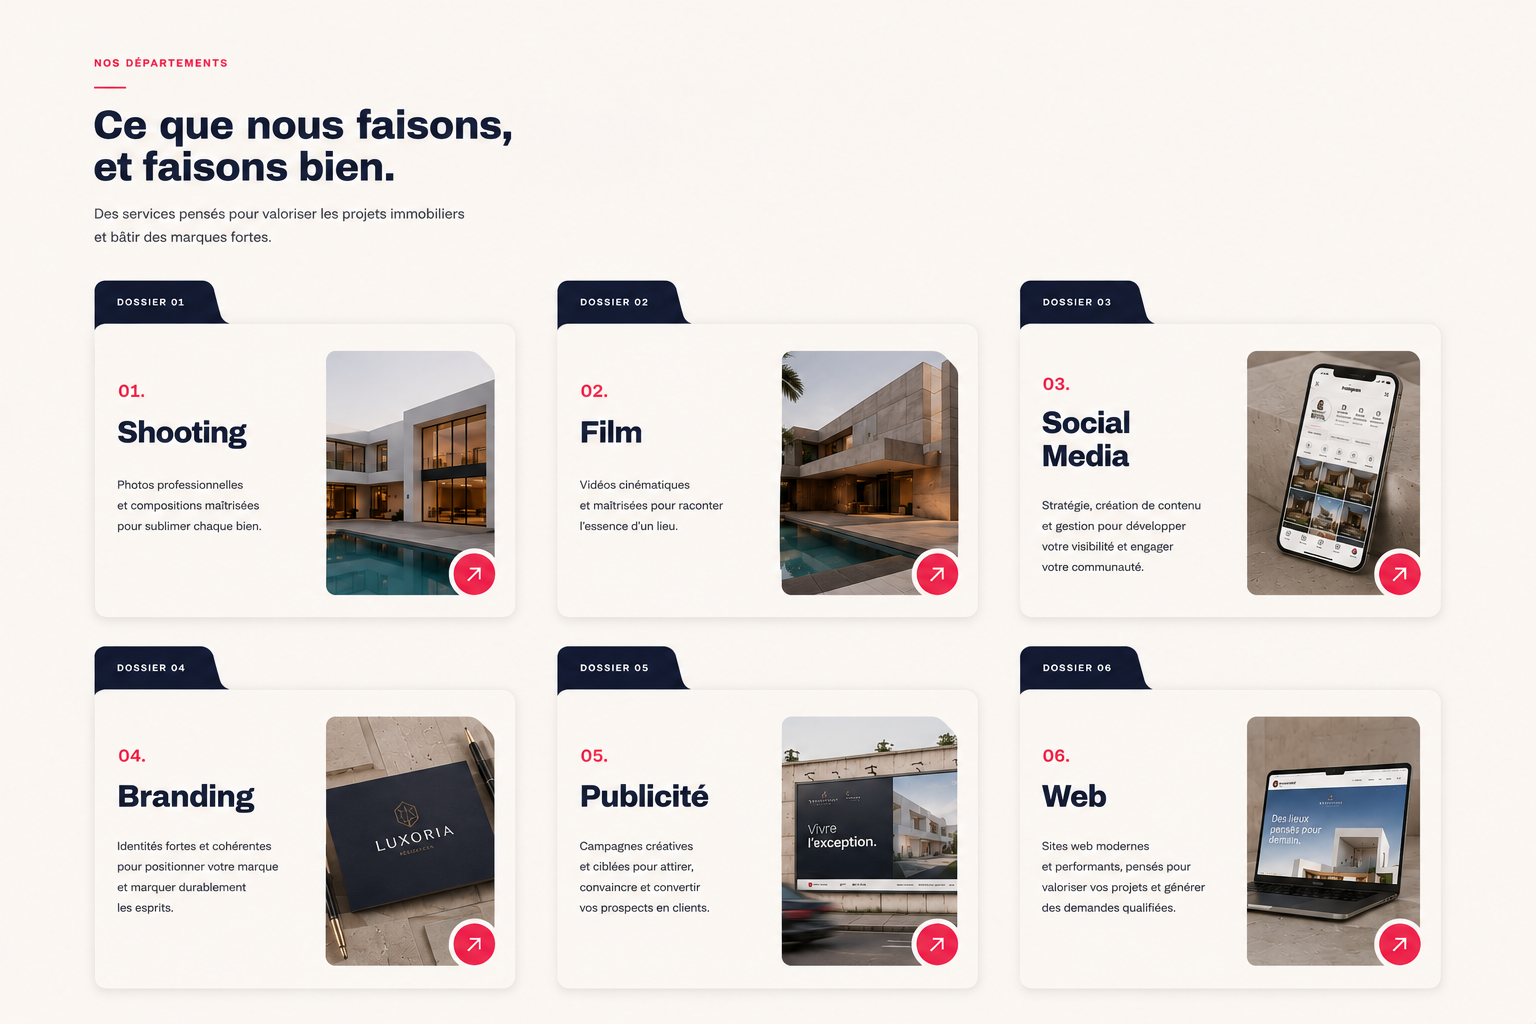 NOS DÉPARTEMENTS
Ce que nous faisons,
et faisons bien.
Des services pensés pour valoriser les projets immobiliers
et bâtir des marques fortes.
DOSSIER 01
01.
Shooting
Photos professionnelles
et compositions maîtrisées
pour sublimer chaque bien.
DOSSIER 02
02.
Film
Vidéos cinématiques
et maîtrisées pour raconter
l'essence d'un lieu.
DOSSIER 03
03.
Social
Media
Stratégie, création de contenu
et gestion pour développer
votre visibilité et engager
votre communauté.
DOSSIER 04
04.
Branding
Identités fortes et cohérentes
pour positionner votre marque
et marquer durablement
les esprits.
LUXORIA
DOSSIER 05
05.
Publicité
Campagnes créatives
et ciblées pour attirer,
convaincre et convertir
vos prospects en clients.
Vivre
l'exception.
DOSSIER 06
06.
Web
Sites web modernes
et performants, pensés pour
valoriser vos projets et générer
des demandes qualifiées.
Des lieux
pensés pour
demain.